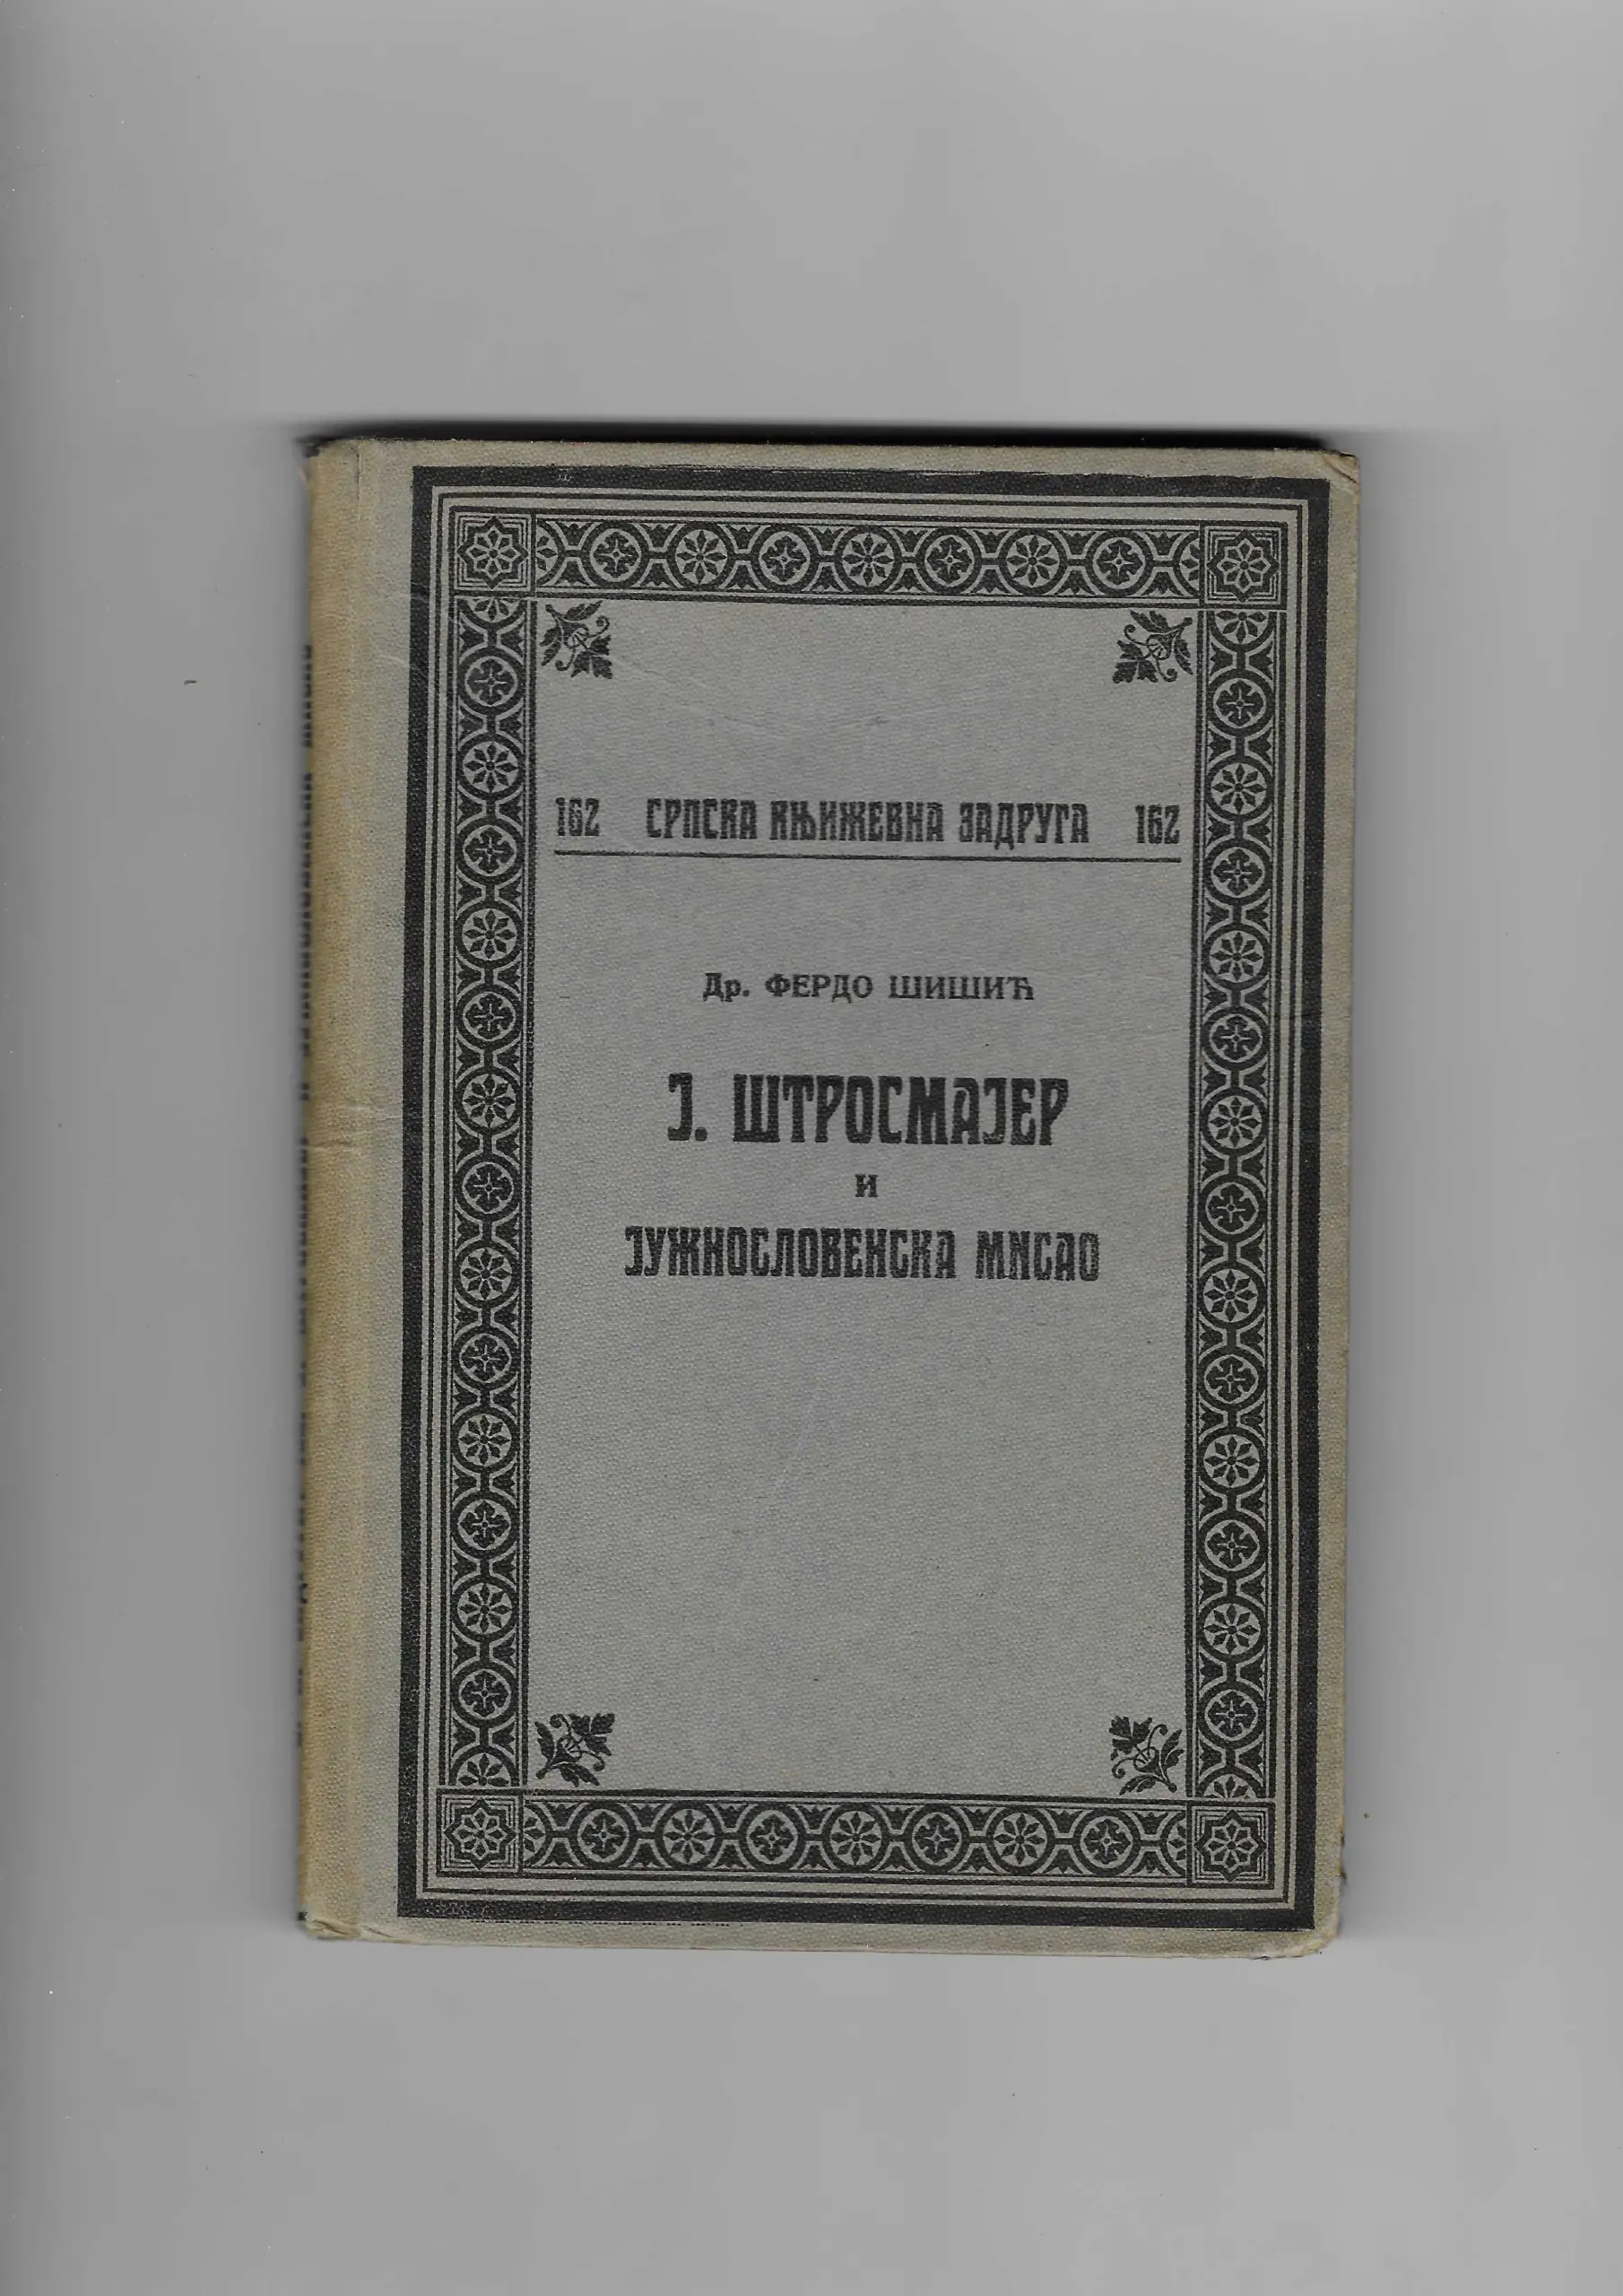 162 СРПСКА КЊИЖЕВНА ЗАДРУГА 162
Др. ФЕРДО ШИШИЋ
Ј. ШТРОСМАЈЕР
и
ЈУЖНОСЛОВЕНСКА МИСАО